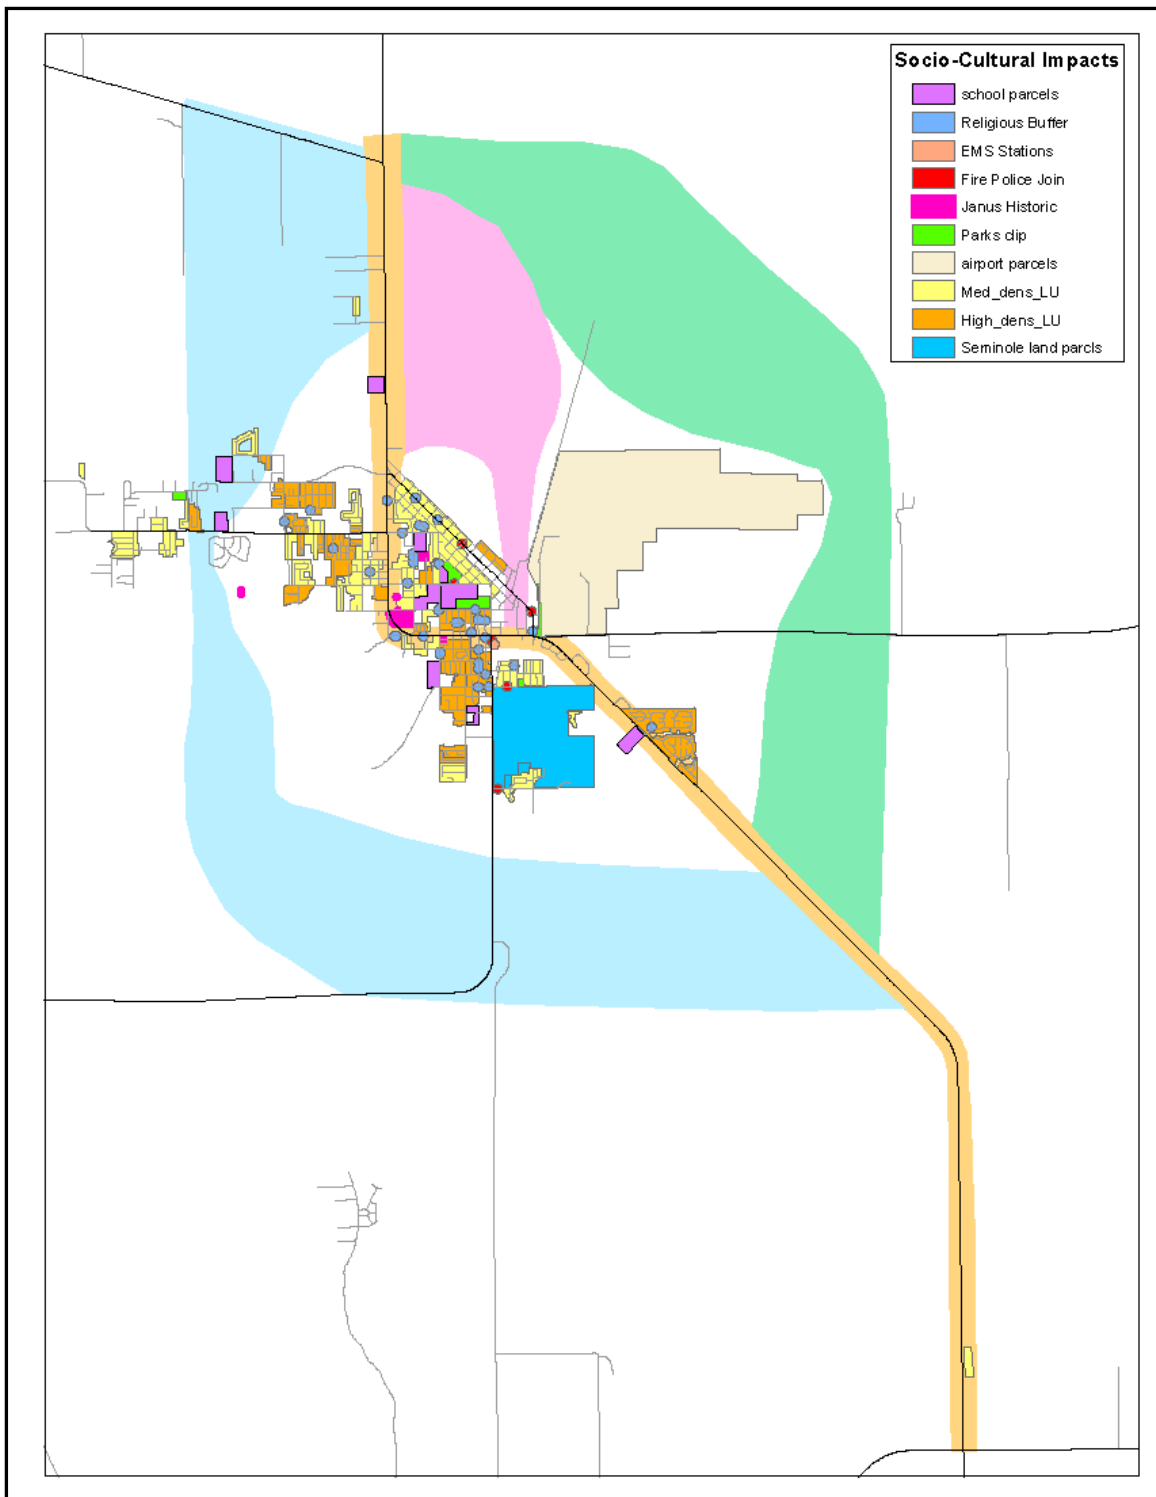 Socio-Cultural Impacts
school parcels
Religious Buffer
EMS Stations
Fire Police Join
Janus Historic
Parks clip
airport parcels
Med_dens_LU
High_dens_LU
Seminole land parcls